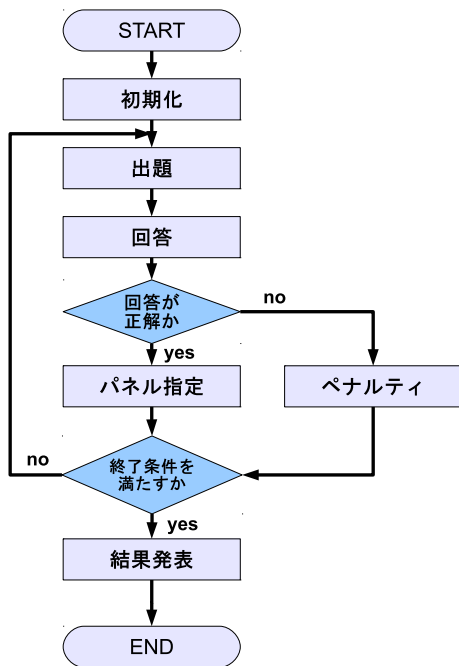 START
初期化
出題
回答
回答が
正解か
no
yes
パネル指定
ペナルティ
終了条件を
満たすか
no
yes
結果発表
END